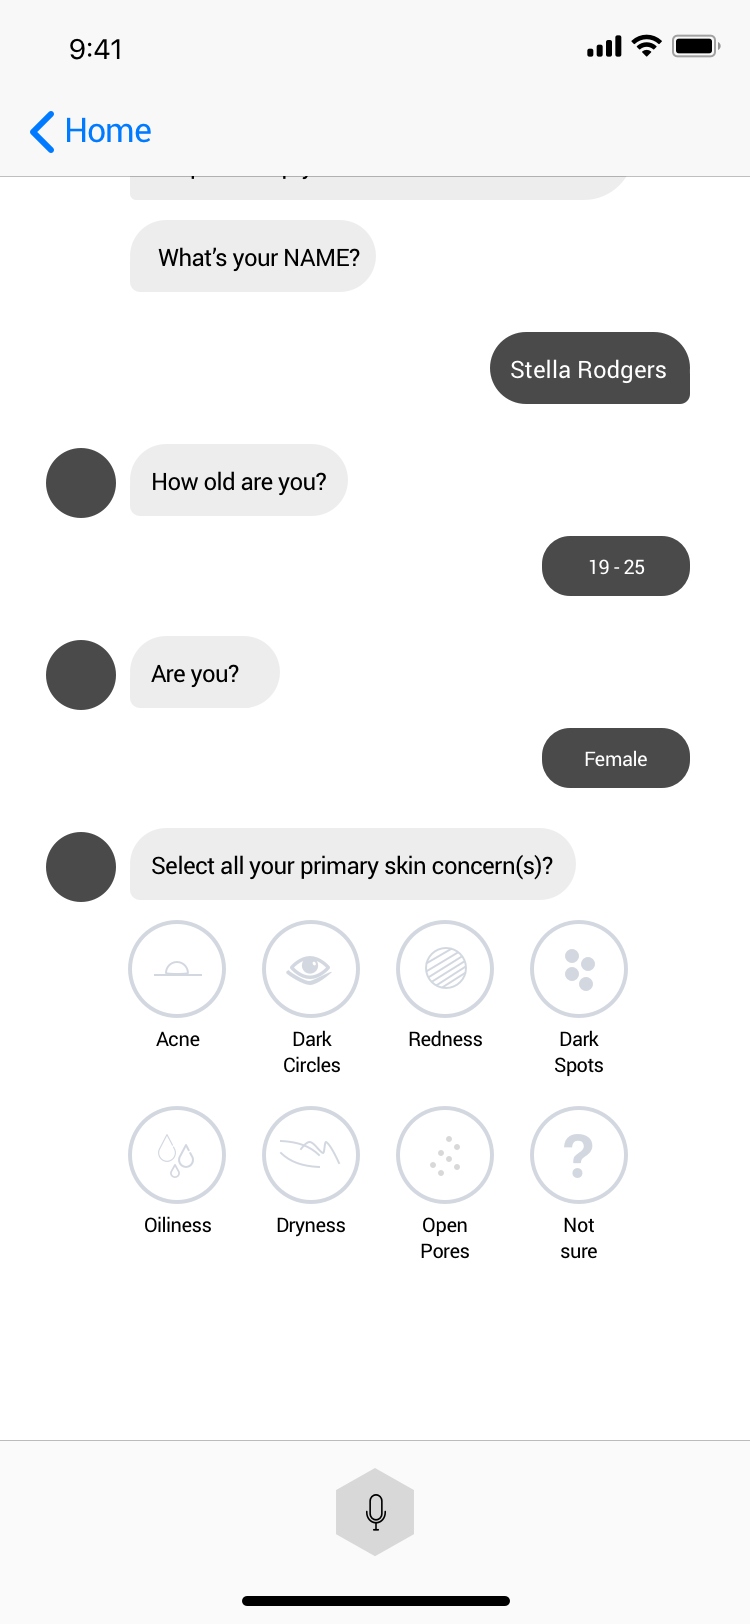 9:41
Home
What's your NAME?
Stella Rodgers
How old are you?
19 - 25
Are you?
Female
Select all your primary skin concern(s)?
Acne
Dark
Circles
Redness
Dark
Spots
Oiliness
Dryness
Open
Pores
?
Not
sure